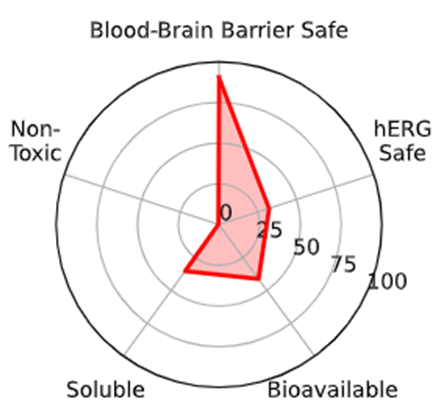 Blood-Brain Barrier Safe
Non-
Toxic
hERG
Safe
0
25
50
75
100
Soluble
Bioavailable